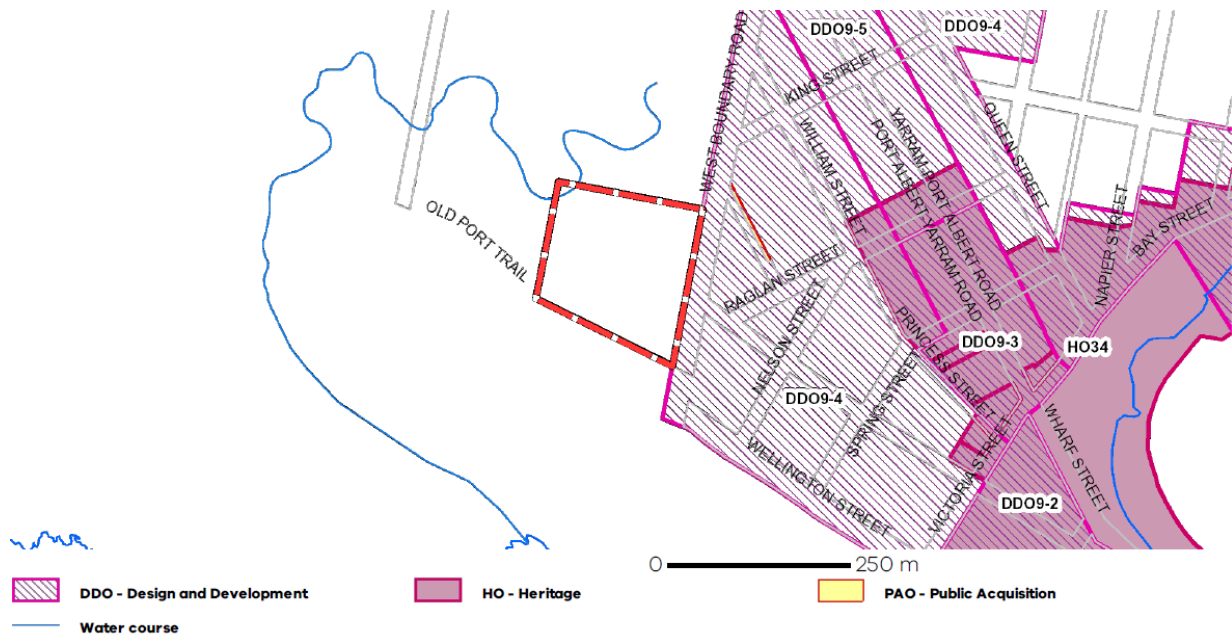 DDO9-5
DDO9-4
WEST BOUNDARY ROAD
KING STREET
QUEEN STREET
YARRAM-PORT ALBERT ROAD
PORT ALBERT YARRAM ROAD
WILLIAM STREET
OLD PORT TRAIL
NAPIER STREET
BAY STREET
RAGLAN STREET
NELSON STREET
PRINCESS STREET
DDO9-3
HO34
DDO9-4
SPRING STREET
WHARF STREET
WELLINGTON STREET
VICTORIA STREET
DDO9-2
0 250 m
DDO - Design and Development
HO - Heritage
PAO - Public Acquisition
Water course